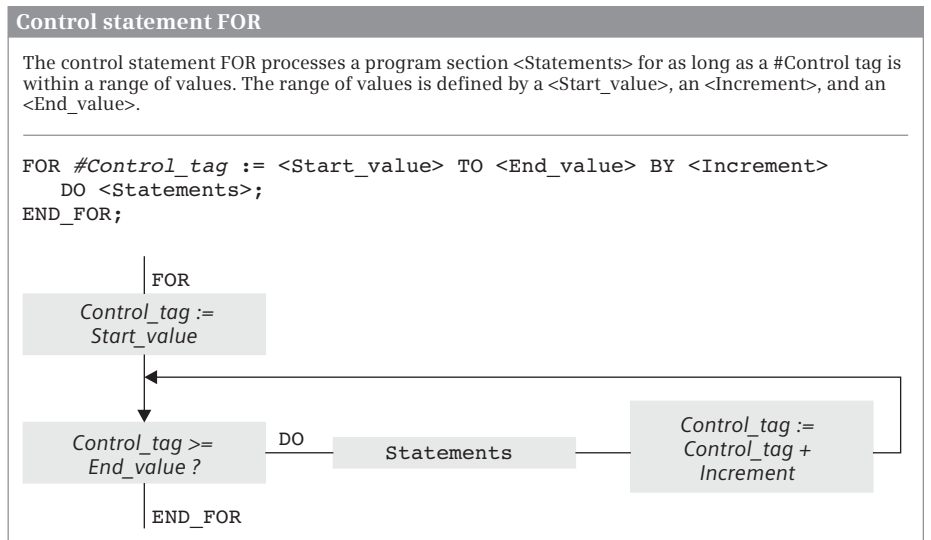 Control statement FOR
The control statement FOR processes a program section <Statements> for as long as a #Control tag is
within a range of values. The range of values is defined by a <Start_value>, an <Increment>, and an
<End_value>.
FOR #Control_tag := <Start_value> TO <End_value> BY <Increment>
DO <Statements>;
END_FOR;
FOR
Control_tag :=
Start_value
Control_tag >=
End_value ?
DO
Statements
Control_tag :=
Control_tag +
Increment
END_FOR